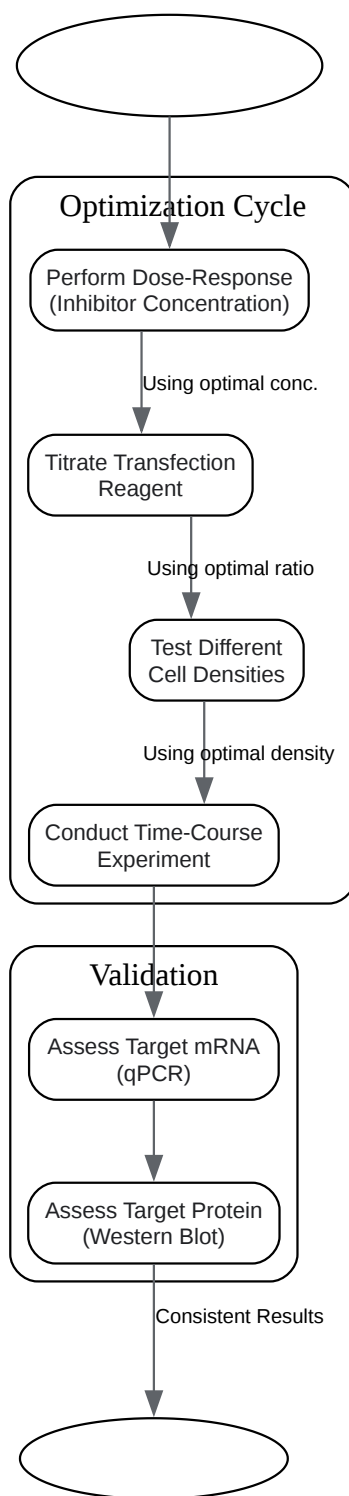 Optimization Cycle
Perform Dose-Response
(Inhibitor Concentration)
Using optimal conc.
Titrate Transfection
Reagent
Using optimal ratio
Test Different
Cell Densities
Using optimal density
Conduct Time-Course
Experiment
Validation
Assess Target mRNA
(qPCR)
Assess Target Protein
(Western Blot)
Consistent Results